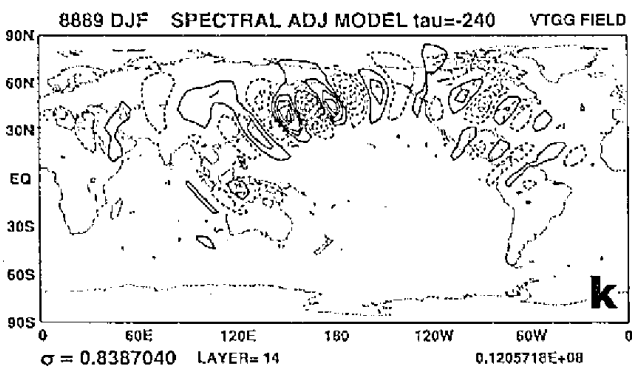 8889 DJF SPECTRAL ADJ MODEL tau=-240 VTGG FIELD
90N
60N
30N
EQ
30S
60S
90S
k
0 60E 120E 180 120W 60W 0
σ = 0.8387040 LAYER= 14 0.1205718E+08